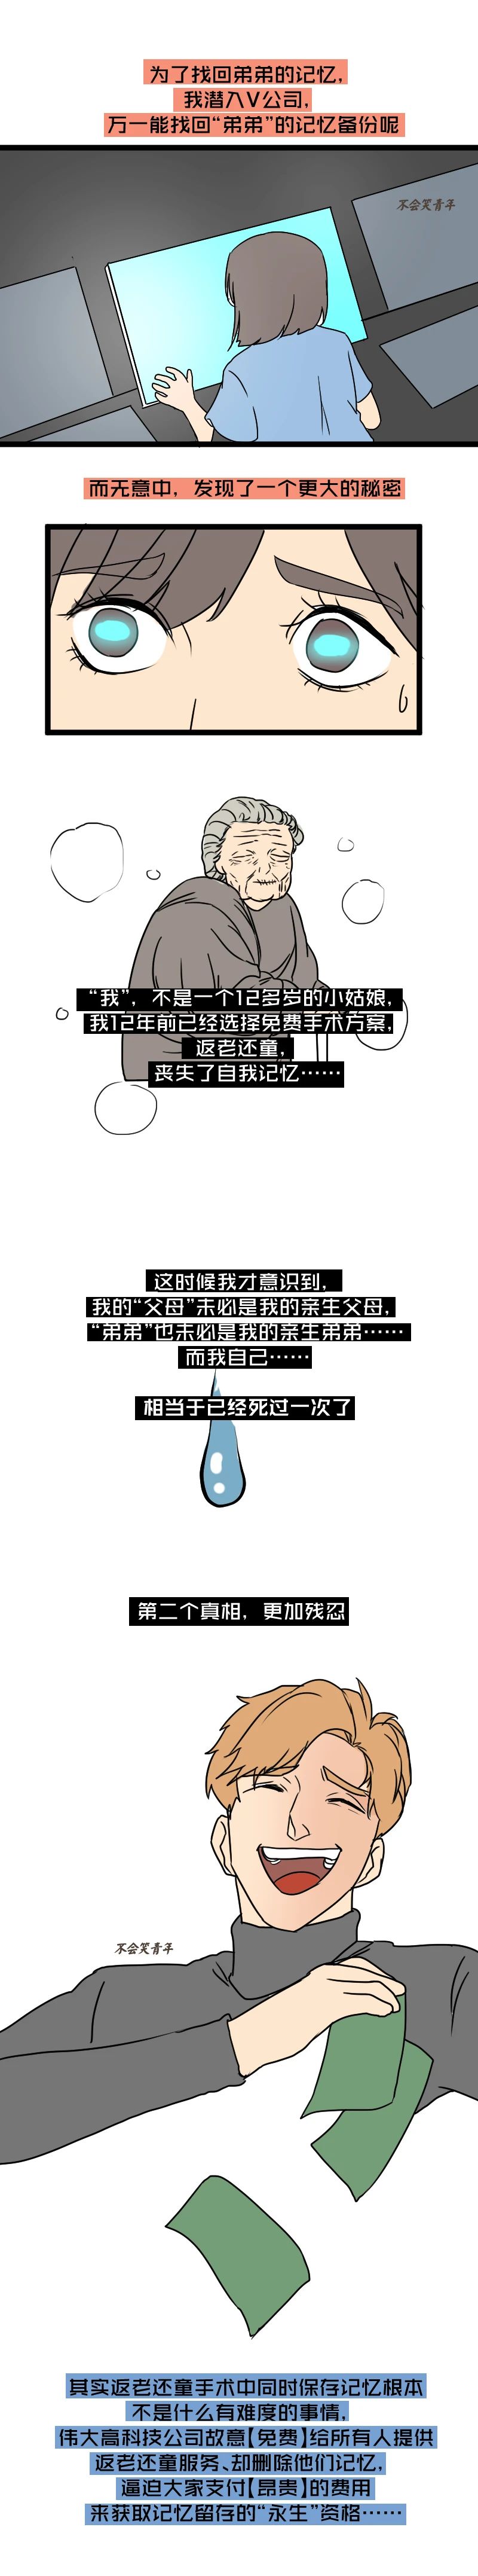 为了找回弟弟的记忆,
我潜入V公司,
万一能找回“弟弟”的记忆备份呢
不会笑青年
而无意中, 发现了一个更大的秘密
“我”, 不是一个12多岁的小姑娘,
我12年前已经选择免费手术方案,
返老还童,
丧失了自我记忆……
这时候我才意识到,
我的“父母”未必是我的亲生父母,
“弟弟”也未必是我的亲生弟弟……
而我自己……
相当于已经死过一次了
第二个真相, 更加残忍
不会笑青年
其实返老还童手术中同时保存记忆根本
不是什么有难度的事情,
伟大高科技公司故意【免费】给所有人提供
返老还童服务、却删除他们记忆,
逼迫大家支付【昂贵】的费用
来获取记忆留存的“永生”资格……